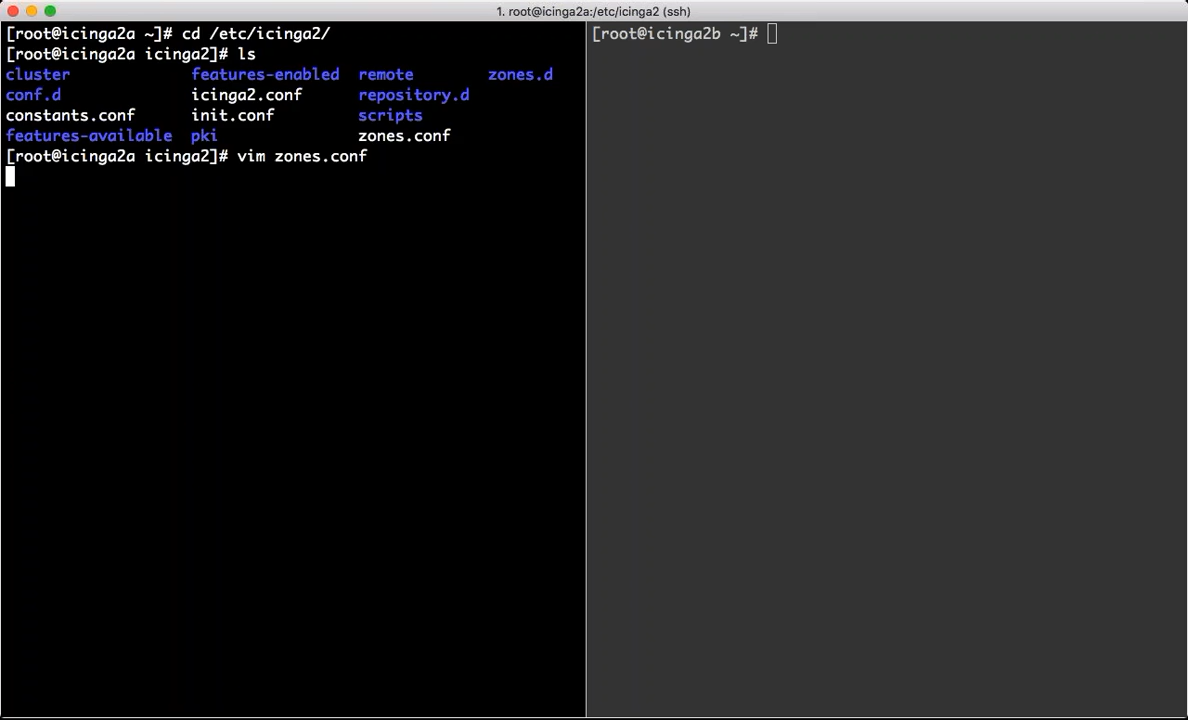 1. root@icinga2a:/etc/icinga2 (ssh)
[root@icinga2a ~]# cd /etc/icinga2/
[root@icinga2a icinga2]# ls
cluster features-enabled remote zones.d
conf.d icinga2.conf repository.d
constants.conf init.conf scripts
features-available pki zones.conf
[root@icinga2a icinga2]# vim zones.conf
[root@icinga2b ~]#